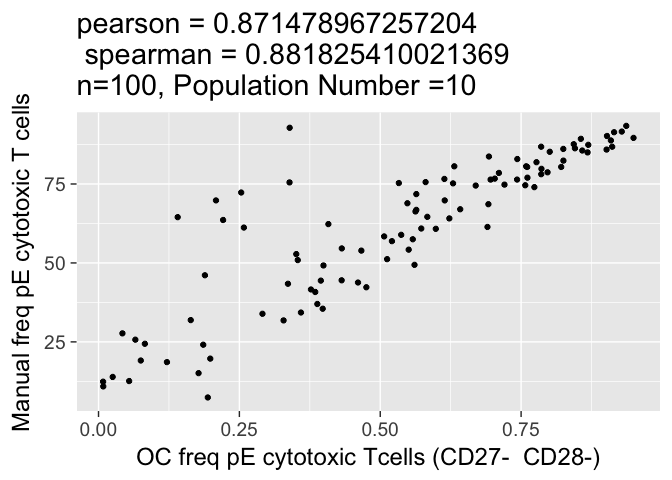 pearson = 0.871478967257204
spearman = 0.881825410021369
n=100, Population Number =10
Manual freq pE cytotoxic T cells
75
50
25
0.00
0.25
0.50
0.75
OC freq pE cytotoxic Tcells (CD27-  CD28-)